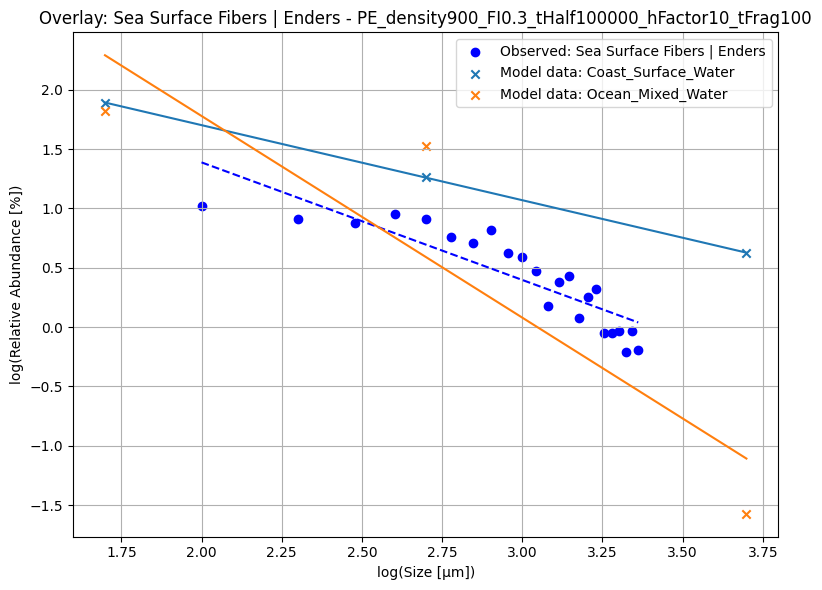 Overlay: Sea Surface Fibers | Enders - PE_density900_FI0.3_tHalf100000_hFactor10_tFrag100
Observed: Sea Surface Fibers | Enders
Model data: Coast_Surface_Water
Model data: Ocean_Mixed_Water
log(Relative Abundance [%])
2.0
1.5
1.0
0.5
0.0
−0.5
−1.0
−1.5
1.75 2.00 2.25 2.50 2.75 3.00 3.25 3.50 3.75
log(Size [μm])